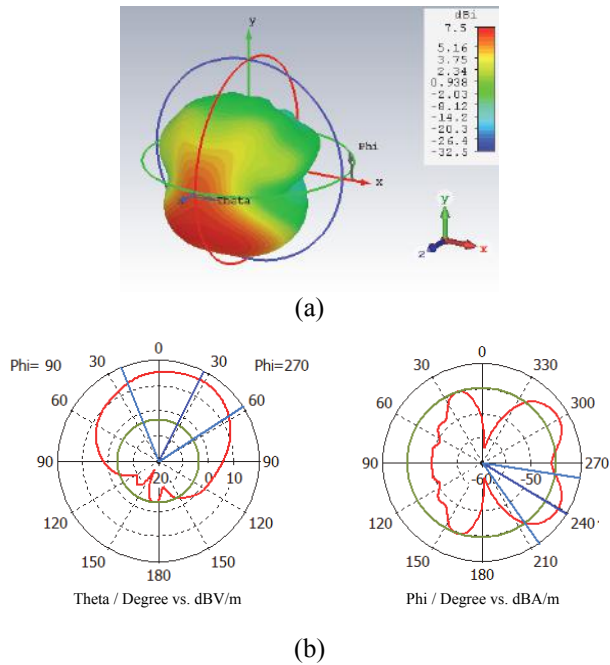 (a)
dBi
7.5
5.16
3.75
2.34
0.938
-2.03
-8.12
-14.2
-20.3
-26.4
-32.5
y
Phi
x
Theta
y
z
x
Phi= 90
30
0
30
Phi=270
60
60
90
-20
0
10
90
120
120
150
180
150
Theta / Degree vs. dBV/m
0
30
330
60
300
90
-60
-50
270
120
240
150
180
210
Phi / Degree vs. dBA/m
(b)